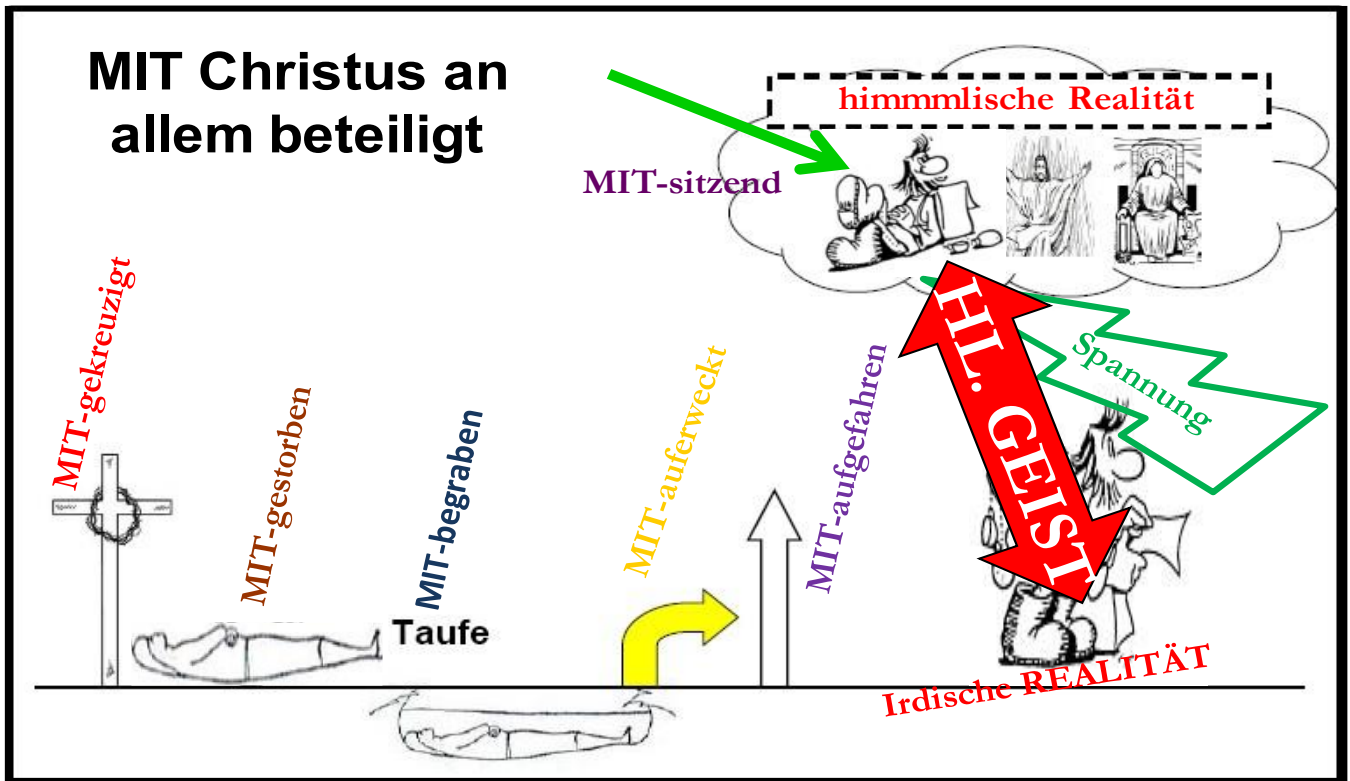 MIT Christus an
allem beteiligt
himmmlische Realität
MIT-sitzend
MIT-gekreuzigt
MIT-gestorben
MIT-begraben
Taufe
MIT-auferweckt
MIT-aufgefahren
HL. GEIST
Spannung
Irdische REALITÄT